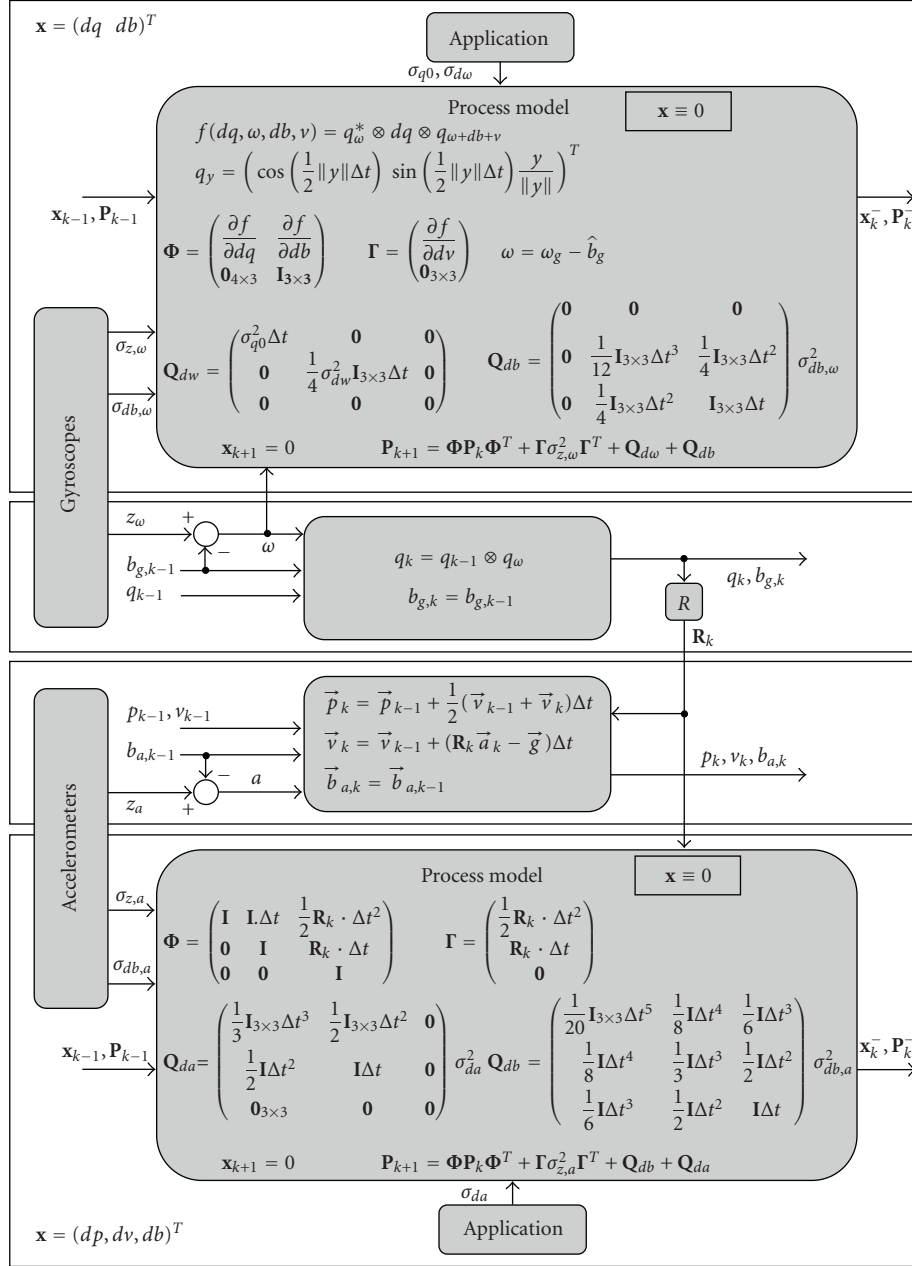 x = (dq db)^T
Application
σ_{q0}, σ_{dω}
Process model
x ≡ 0
f(dq, ω, db, v) = q_ω^* ⊗ dq ⊗ q_{ω+db+v}
q_y = ( cos (1/2 ||y||Δt) sin (1/2 ||y||Δt) y/||y|| )^T
x_{k−1}, P_{k−1}
x_k^−, P_k^−
Φ = ( ∂f/∂dq ∂f/∂db ; 0_{4×3} I_{3×3} ) Γ = ( ∂f/∂dv ; 0_{3×3} ) ω = ω_g − b̂_g
Gyroscopes
σ_{z,ω}
σ_{db,ω}
Q_{dw} = ( σ_{q0}^2 Δt 0 0 ; 0 1/4 σ_{dw}^2 I_{3×3}Δt 0 ; 0 0 0 ) Q_{db} = ( 0 0 0 ; 0 1/12 I_{3×3}Δt^3 1/4 I_{3×3}Δt^2 ; 0 1/4 I_{3×3}Δt^2 I_{3×3}Δt ) σ_{db,ω}^2
x_{k+1} = 0 P_{k+1} = ΦP_kΦ^T + Γσ_{z,ω}^2Γ^T + Q_{dω} + Q_{db}
z_ω
+
−
ω
b_{g,k−1}
q_{k−1}
q_k = q_{k−1} ⊗ q_ω
b_{g,k} = b_{g,k−1}
q_k, b_{g,k}
R
R_k
Accelerometers
p_{k−1}, v_{k−1}
b_{a,k−1}
−
a
+
z_a
p⃗_k = p⃗_{k−1} + 1/2 (v⃗_{k−1} + v⃗_k)Δt
v⃗_k = v⃗_{k−1} + (R_k a⃗_k − g⃗)Δt
b⃗_{a,k} = b⃗_{a,k−1}
p_k, v_k, b_{a,k}
Process model
x ≡ 0
σ_{z,a}
σ_{db,a}
Φ = ( I I.Δt 1/2 R_k · Δt^2 ; 0 I R_k · Δt ; 0 0 I ) Γ = ( 1/2 R_k · Δt^2 ; R_k · Δt ; 0 )
x_{k−1}, P_{k−1}
x_k^−, P_k^−
Q_{da} = ( 1/3 I_{3×3}Δt^3 1/2 I_{3×3}Δt^2 0 ; 1/2 IΔt^2 IΔt 0 ; 0_{3×3} 0 0 ) σ_{da}^2 Q_{db} = ( 1/20 I_{3×3}Δt^5 1/8 IΔt^4 1/6 IΔt^3 ; 1/8 IΔt^4 1/3 IΔt^3 1/2 IΔt^2 ; 1/6 IΔt^3 1/2 IΔt^2 IΔt ) σ_{db,a}^2
x_{k+1} = 0 P_{k+1} = ΦP_kΦ^T + Γσ_{z,a}^2Γ^T + Q_{db} + Q_{da}
σ_{da}
Application
x = (dp, dv, db)^T